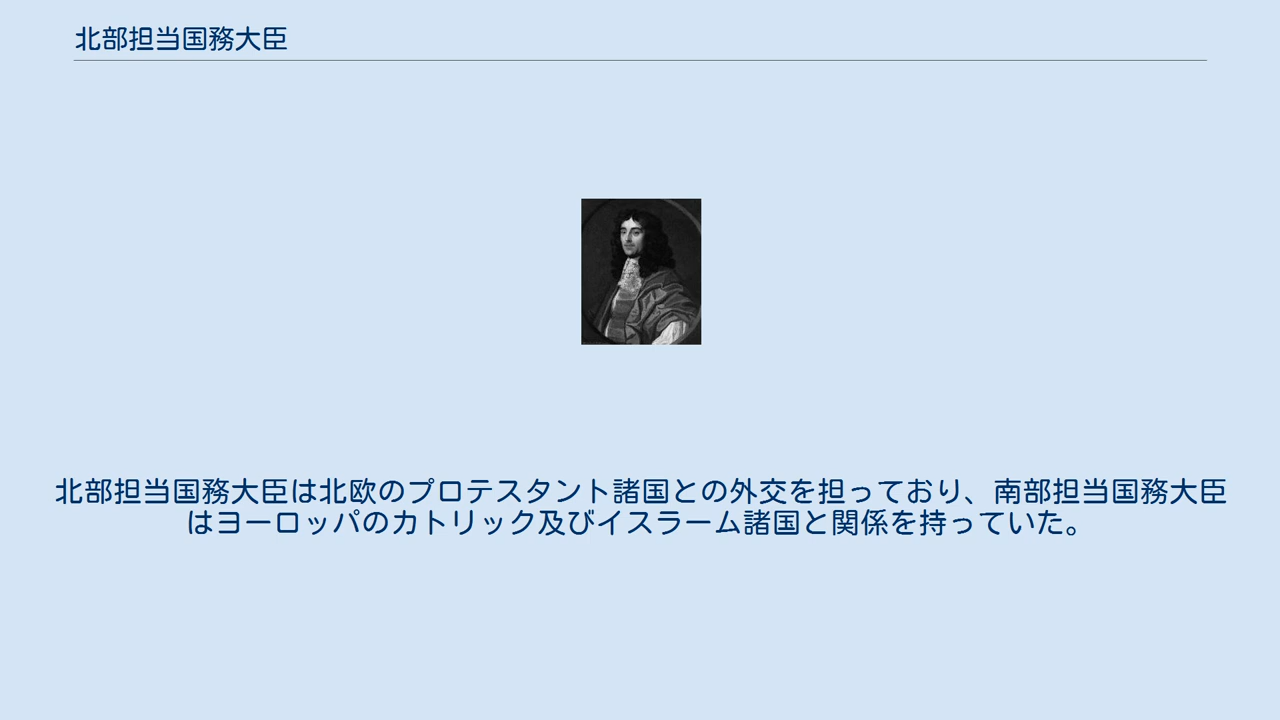 北部担当国務大臣
北部担当国務大臣は北欧のプロテスタント諸国との外交を担っており、南部担当国務大臣
はヨーロッパのカトリック及びイスラーム諸国と関係を持っていた。